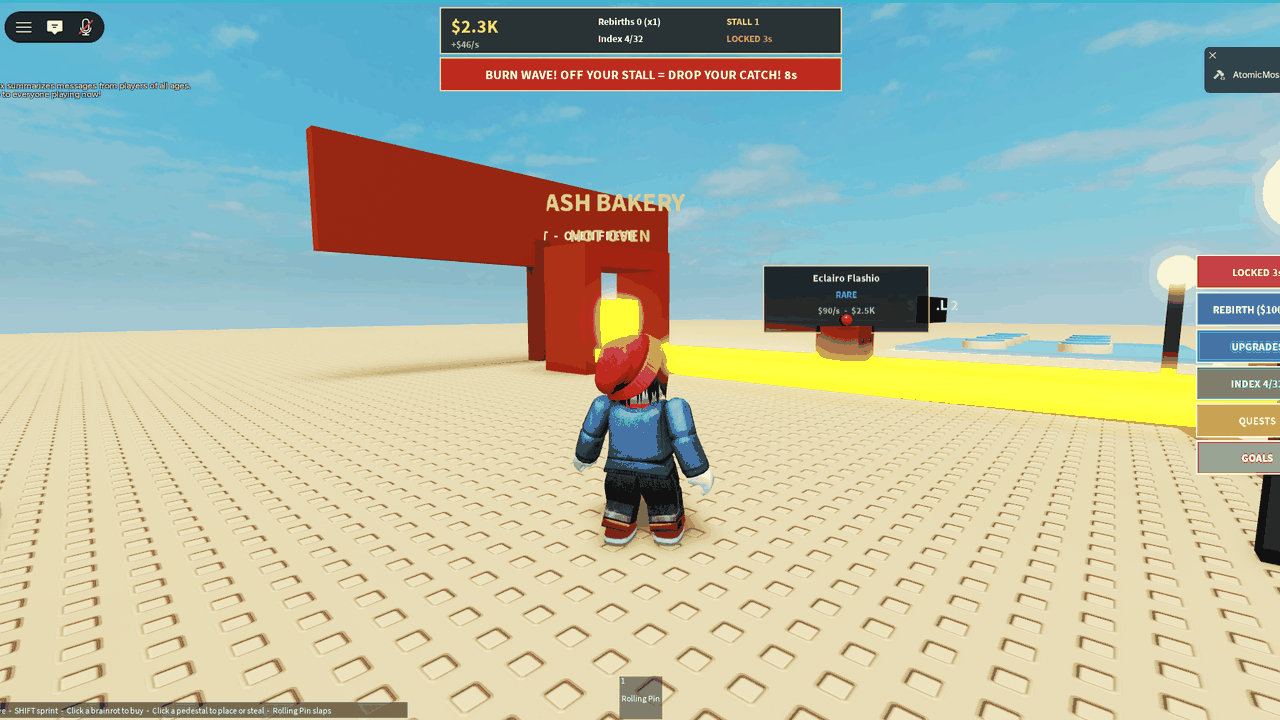 $2.3K
+$46/s
Rebirths 0 (x1)
Index 4/32
STALL 1
LOCKED 3s
BURN WAVE! OFF YOUR STALL = DROP YOUR CATCH! 8s
x summarizes messages from players of all ages.
to everyone playing now!
AtomicMos
ASH BAKERY
Eclairo Flashio
RARE
$90/s - $2.5K
LOCKED 3s
REBIRTH ($100
UPGRADES
INDEX 4/32
QUESTS
GOALS
1
Rolling Pin
ve - SHIFT sprint - Click a brainrot to buy - Click a pedestal to place or steal - Rolling Pin slaps